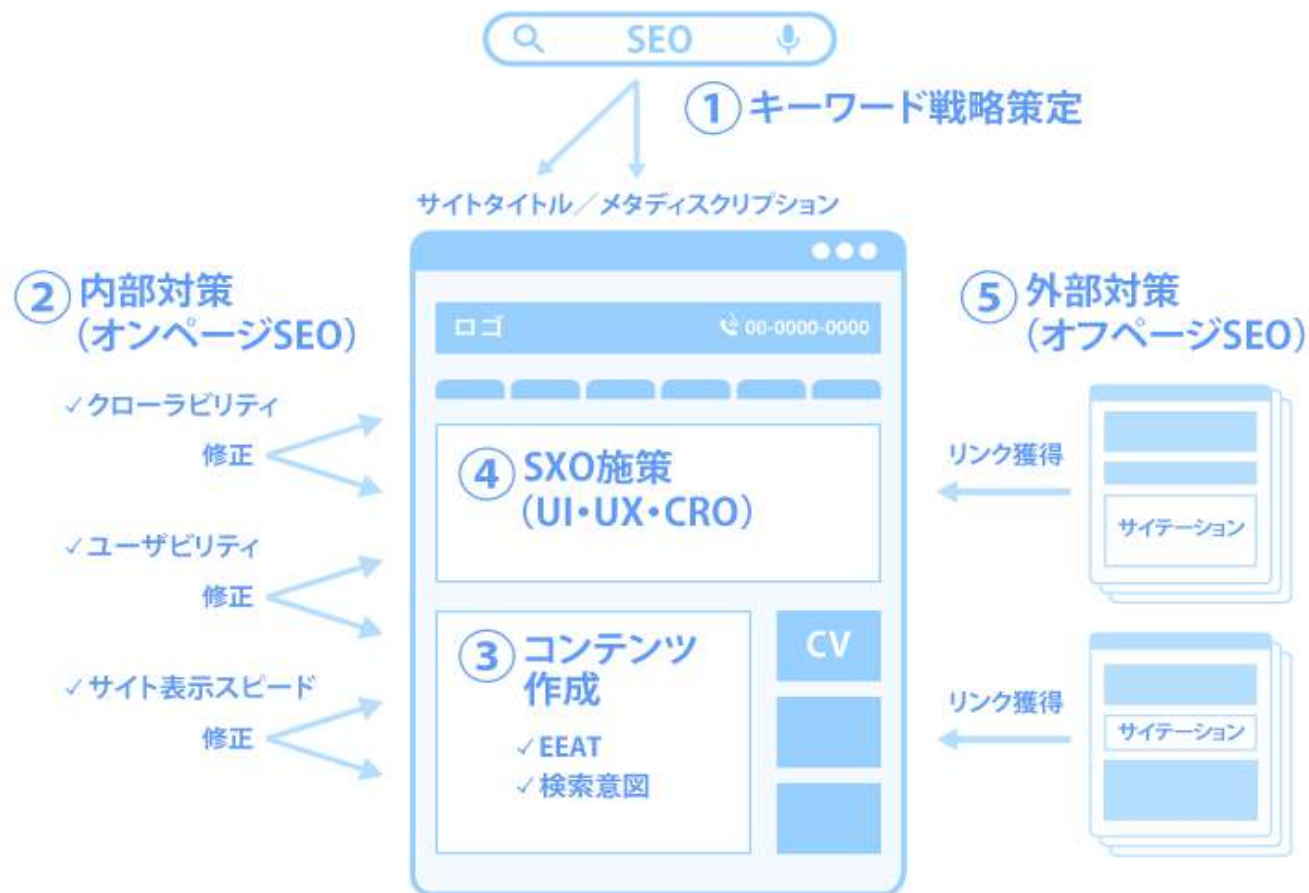 SEO
① キーワード戦略策定
サイトタイトル／メタディスクリプション
② 内部対策
（オンページSEO）
✓クローラビリティ
修正
✓ユーザビリティ
修正
✓サイト表示スピード
修正
ロゴ
00-0000-0000
④ SXO施策
（UI・UX・CRO）
③ コンテンツ
作成
✓EEAT
✓検索意図
CV
⑤ 外部対策
（オフページSEO）
リンク獲得
サイテーション
リンク獲得
サイテーション